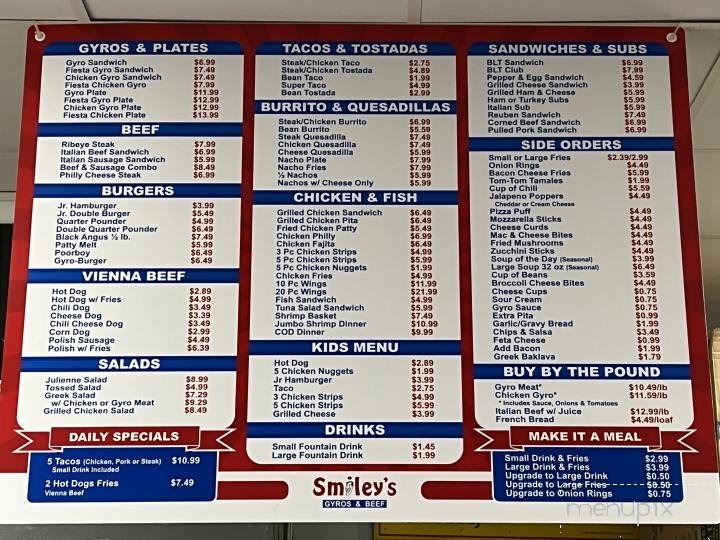 GYROS & PLATES
Gyro Sandwich $6.99
Fiesta Gyro Sandwich $7.49
Chicken Gyro Sandwich $7.49
Fiesta Chicken Gyro $7.99
Gyro Plate $11.99
Fiesta Gyro Plate $12.99
Chicken Gyro Plate $12.99
Fiesta Chicken Plate $13.99
BEEF
Ribeye Steak $7.99
Italian Beef Sandwich $6.99
Italian Sausage Sandwich $5.99
Beef & Sausage Combo $8.49
Philly Cheese Steak $6.99
BURGERS
Jr. Hamburger $3.99
Jr. Double Burger $5.49
Quarter Pounder $4.99
Double Quarter Pounder $6.49
Black Angus ½ lb. $7.49
Patty Melt $5.99
Poorboy $6.49
Gyro-Burger $6.49
VIENNA BEEF
Hot Dog $2.89
Hot Dog w/ Fries $4.99
Chili Dog $3.49
Cheese Dog $3.39
Chili Cheese Dog $3.49
Corn Dog $2.99
Polish Sausage $4.49
Polish w/ Fries $6.39
SALADS
Julienne Salad $8.99
Tossed Salad $4.99
Greek Salad $7.29
w/ Chicken or Gyro Meat $9.29
Grilled Chicken Salad $8.49
DAILY SPECIALS
5 Tacos (Chicken, Pork or Steak) $10.99
Small Drink Included
2 Hot Dogs Fries $7.49
Vienna Beef
TACOS & TOSTADAS
Steak/Chicken Taco $2.75
Steak/Chicken Tostada $4.89
Bean Taco $1.99
Super Taco $4.99
Bean Tostada $2.99
BURRITO & QUESADILLAS
Steak/Chicken Burrito $6.99
Bean Burrito $5.59
Steak Quesadilla $7.49
Chicken Quesadilla $7.49
Cheese Quesadilla $5.99
Nacho Plate $7.99
Nacho Fries $7.99
½ Nachos $5.99
Nachos w/ Cheese Only $5.99
CHICKEN & FISH
Grilled Chicken Sandwich $6.49
Grilled Chicken Pita $6.49
Fried Chicken Patty $5.49
Chicken Philly $6.99
Chicken Fajita $6.49
3 Pc Chicken Strips $4.99
5 Pc Chicken Strips $5.99
5 Pc Chicken Nuggets $1.99
Chicken Fries $4.99
10 Pc Wings $11.99
20 Pc Wings $21.99
Fish Sandwich $4.99
Tuna Salad Sandwich $5.99
Shrimp Basket $7.49
Jumbo Shrimp Dinner $10.99
COD Dinner $9.99
KIDS MENU
Hot Dog $2.89
5 Chicken Nuggets $1.99
Jr Hamburger $3.99
Taco $2.75
3 Chicken Strips $4.99
5 Chicken Strips $5.99
Grilled Cheese $3.99
DRINKS
Small Fountain Drink $1.45
Large Fountain Drink $1.99
Smiley's
GYROS & BEEF
SANDWICHES & SUBS
BLT Sandwich $6.99
BLT Club $7.99
Pepper & Egg Sandwich $4.59
Grilled Cheese Sandwich $3.99
Grilled Ham & Cheese $5.99
Ham or Turkey Subs $5.99
Italian Sub $5.99
Reuben Sandwich $7.49
Corned Beef Sandwich $6.99
Pulled Pork Sandwich $6.99
SIDE ORDERS
Small or Large Fries $2.39/2.99
Onion Rings $4.49
Bacon Cheese Fries $5.99
Tom-Tom Tamales $1.99
Cup of Chili $5.59
Jalapeno Poppers $4.49
Cheddar or Cream Cheese
Pizza Puff $4.49
Mozzarella Sticks $4.49
Cheese Curds $4.49
Mac & Cheese Bites $4.49
Fried Mushrooms $4.49
Zucchini Sticks $4.49
Soup of the Day (Seasonal) $3.99
Large Soup 32 oz (Seasonal) $6.49
Cup of Beans $3.59
Broccoli Cheese Bites $4.49
Cheese Cups $0.75
Sour Cream $0.75
Gyro Sauce $0.75
Extra Pita $0.99
Garlic/Gravy Bread $1.99
Chips & Salsa $3.49
Feta Cheese $0.99
Add Bacon $1.99
Greek Baklava $1.79
BUY BY THE POUND
Gyro Meat* $10.49/lb
Chicken Gyro* $11.59/lb
* Includes Sauce, Onions & Tomatoes
Italian Beef w/ Juice $12.99/lb
French Bread $4.49/loaf
MAKE IT A MEAL
Small Drink & Fries $2.99
Large Drink & Fries $3.99
Upgrade to Large Drink $0.50
Upgrade to Large Fries $0.50
Upgrade to Onion Rings $0.75
menupix